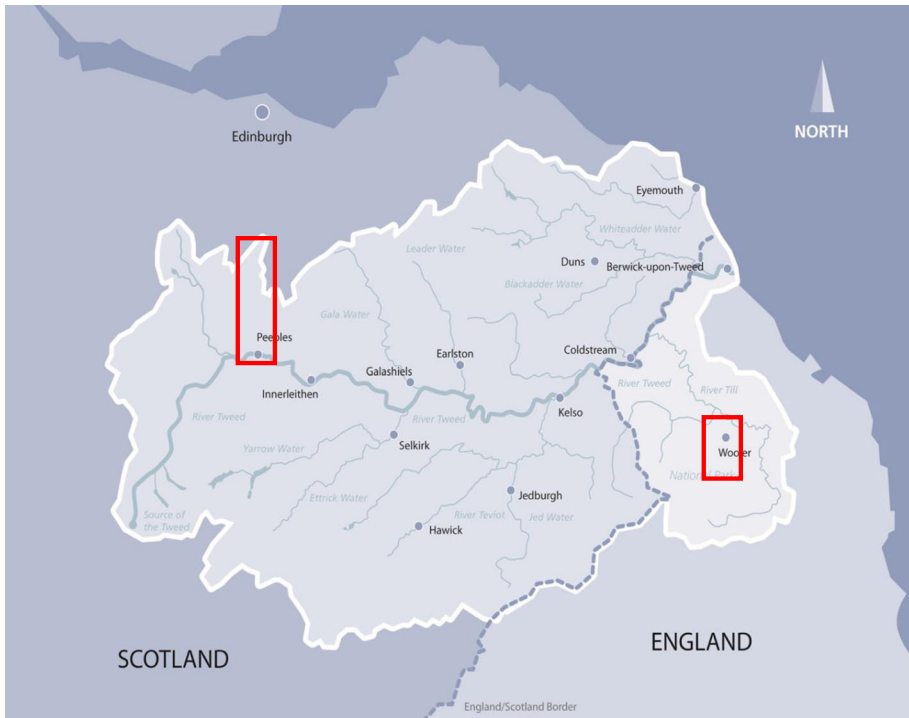 Edinburgh
NORTH
Eyemouth
Whiteadder Water
Leader Water
Duns
Berwick-upon-Tweed
Blackadder Water
Gala Water
Peebles
Earlston
Coldstream
Galashiels
Innerleithen
River Tweed
River Till
Kelso
River Tweed
River Tweed
Selkirk
Yarrow Water
Wooler
National Park
Ettrick Water
Jedburgh
River Teviot
Jed Water
Hawick
Source of
the Tweed
SCOTLAND
ENGLAND
England/Scotland Border